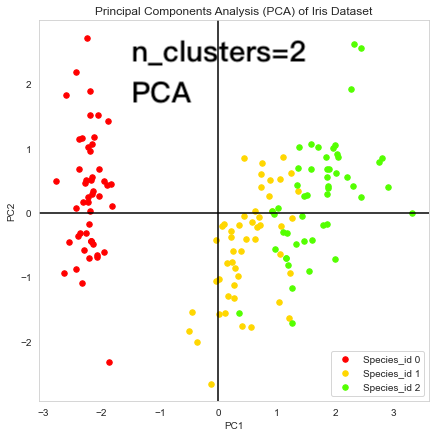 Principal Components Analysis (PCA) of Iris Dataset
n_clusters=2
PCA
PC2
2
1
0
−1
−2
Species_id 0
Species_id 1
Species_id 2
−3
−2
−1
0
1
2
3
PC1